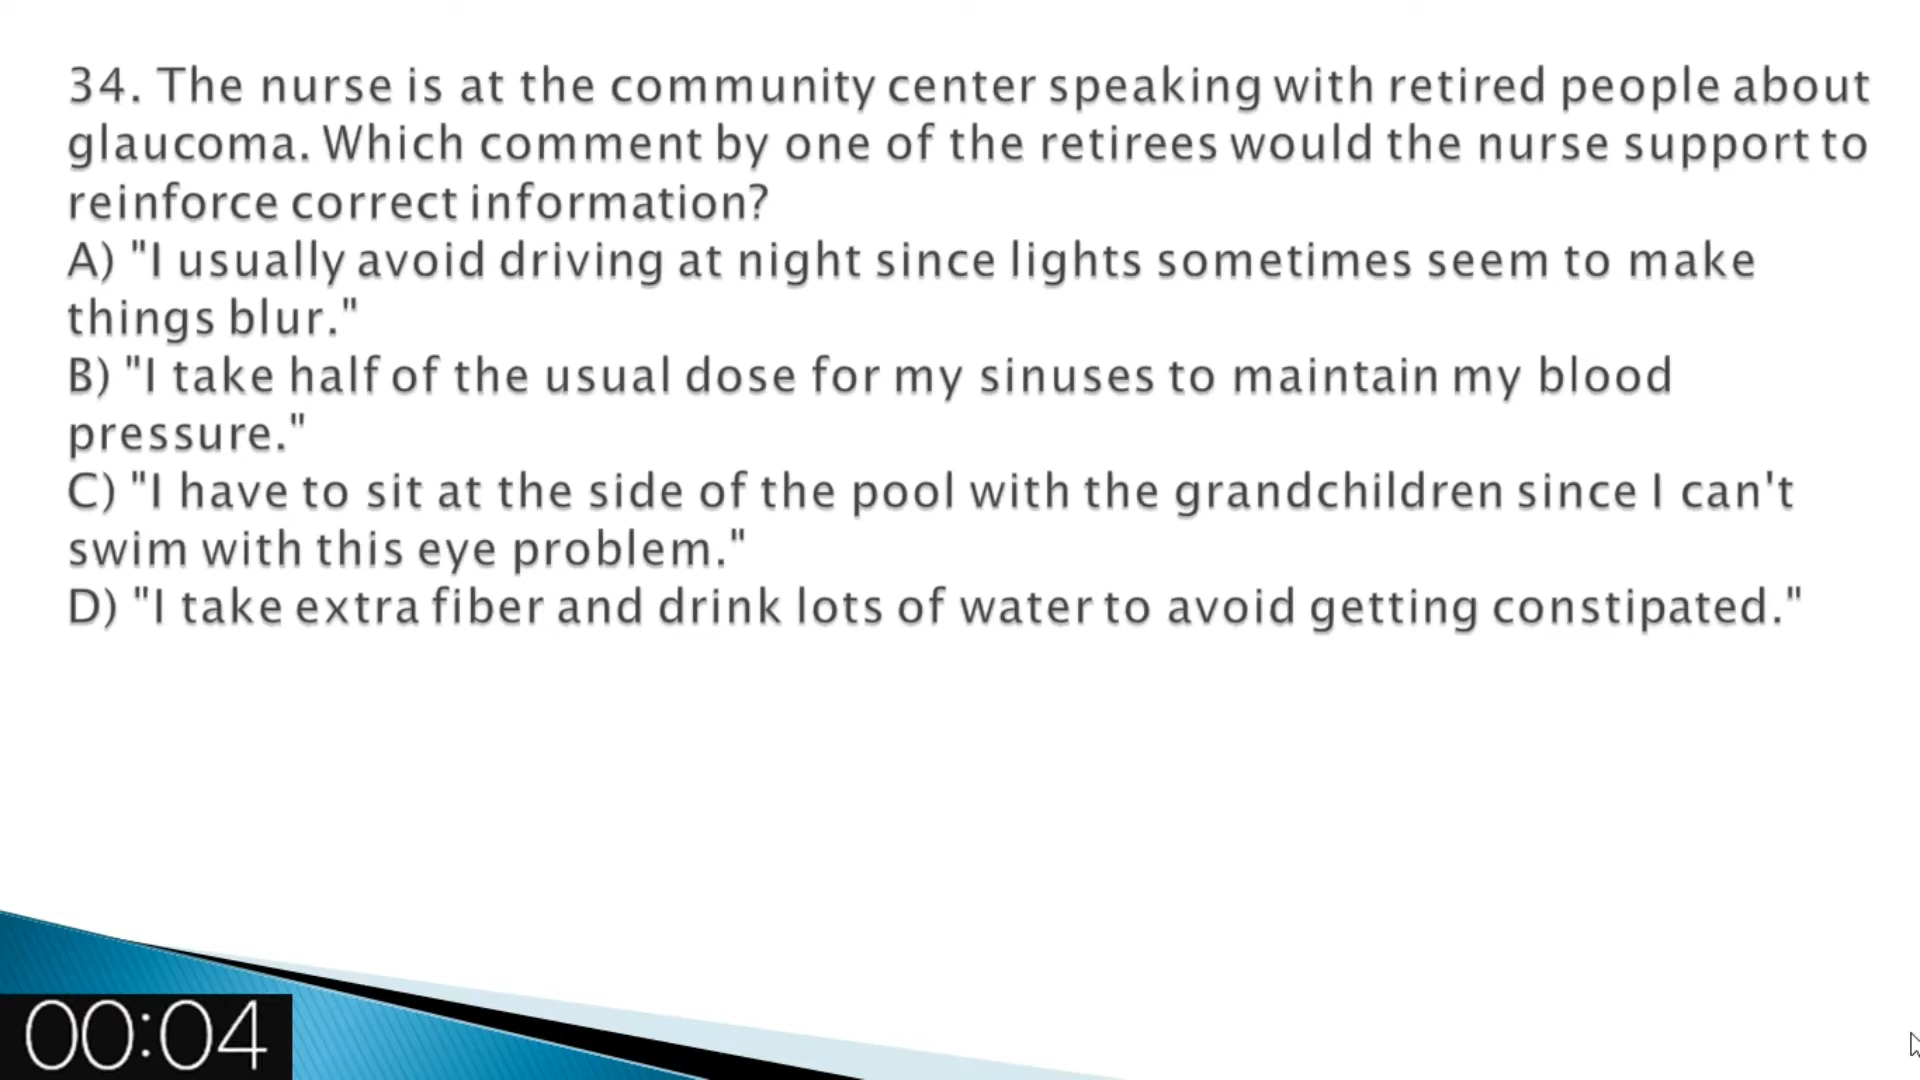 34. The nurse is at the community center speaking with retired people about
glaucoma. Which comment by one of the retirees would the nurse support to
reinforce correct information?
A) "I usually avoid driving at night since lights sometimes seem to make
things blur."
B) "I take half of the usual dose for my sinuses to maintain my blood
pressure."
C) "I have to sit at the side of the pool with the grandchildren since I can't
swim with this eye problem."
D) "I take extra fiber and drink lots of water to avoid getting constipated."
00:04